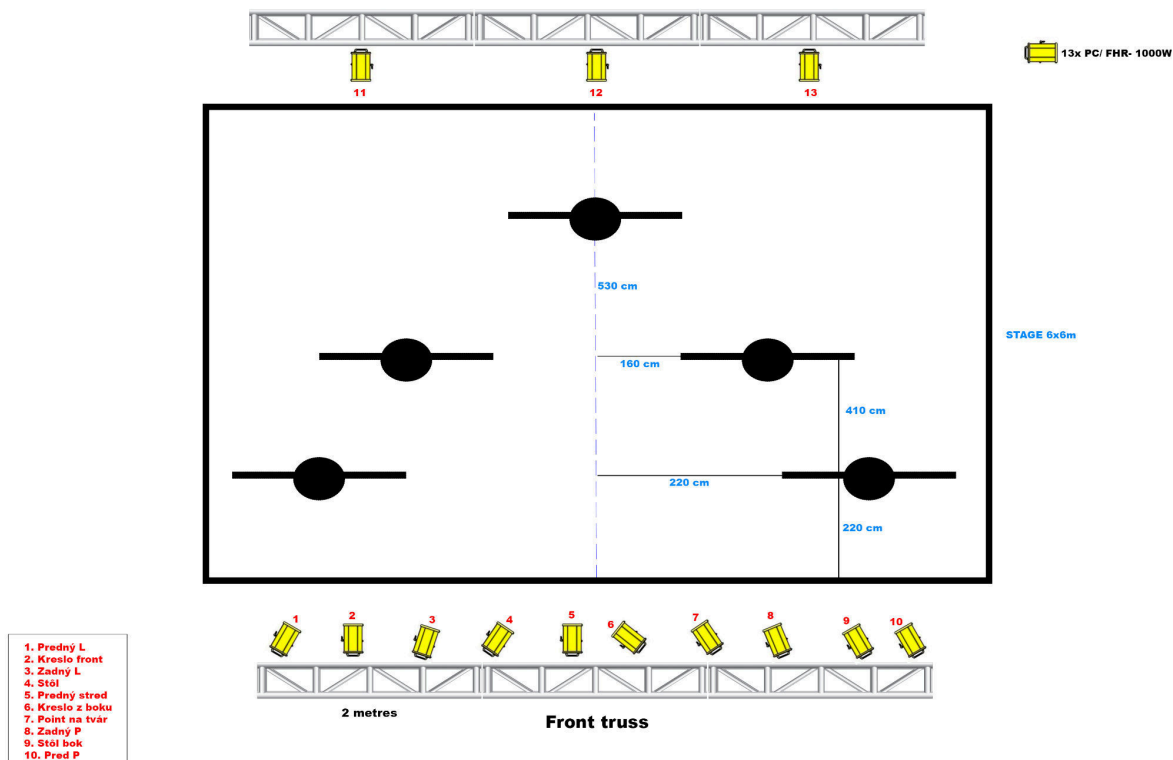 13x PC/ FHR- 1000W
11
12
13
530 cm
STAGE 6x6m
160 cm
410 cm
220 cm
220 cm
1
2
3
4
5
6
7
8
9
10
1. Predný L
2. Kreslo front
3. Zadný L
4. Stôl
5. Predný stred
6. Kreslo z boku
7. Point na tvár
8. Zadný P
9. Stôl bok
10. Pred P
2 metres
Front truss